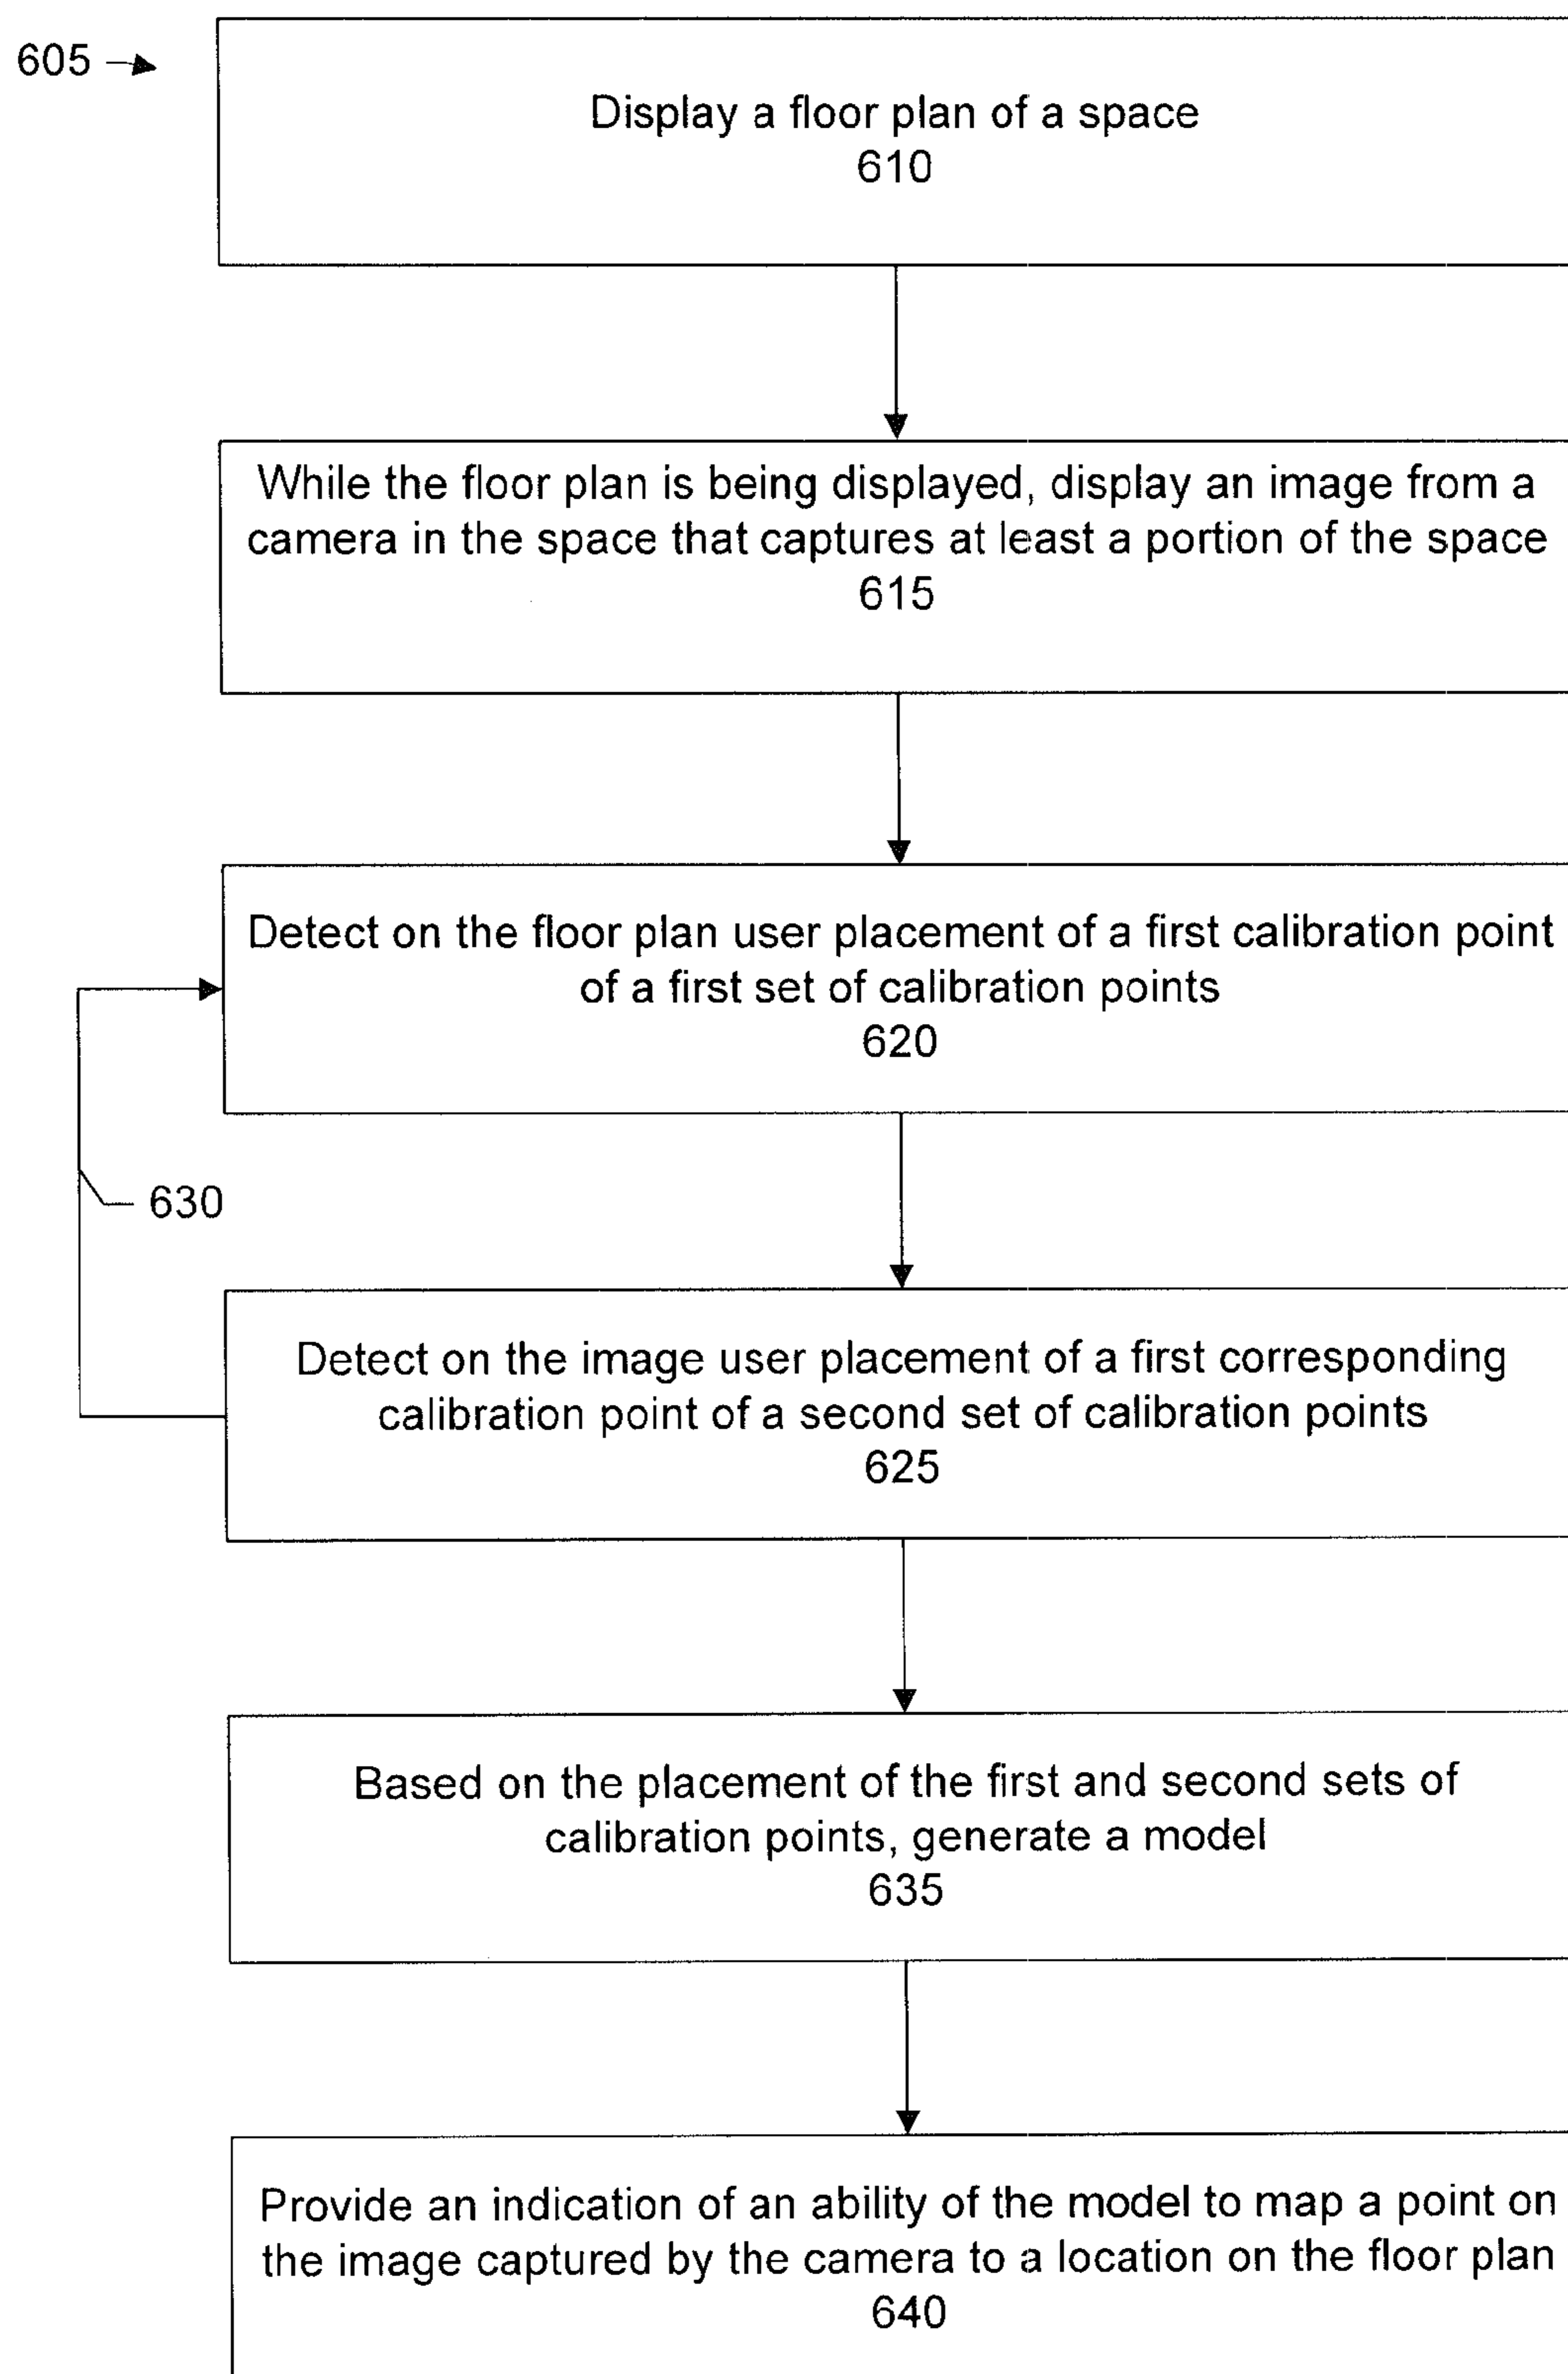 605
Display a floor plan of a space
610
While the floor plan is being displayed, display an image from a
camera in the space that captures at least a portion of the space
615
Detect on the floor plan user placement of a first calibration point
of a first set of calibration points
620
630
Detect on the image user placement of a first corresponding
calibration point of a second set of calibration points
625
Based on the placement of the first and second sets of
calibration points, generate a model
635
Provide an indication of an ability of the model to map a point on
the image captured by the camera to a location on the floor plan
640